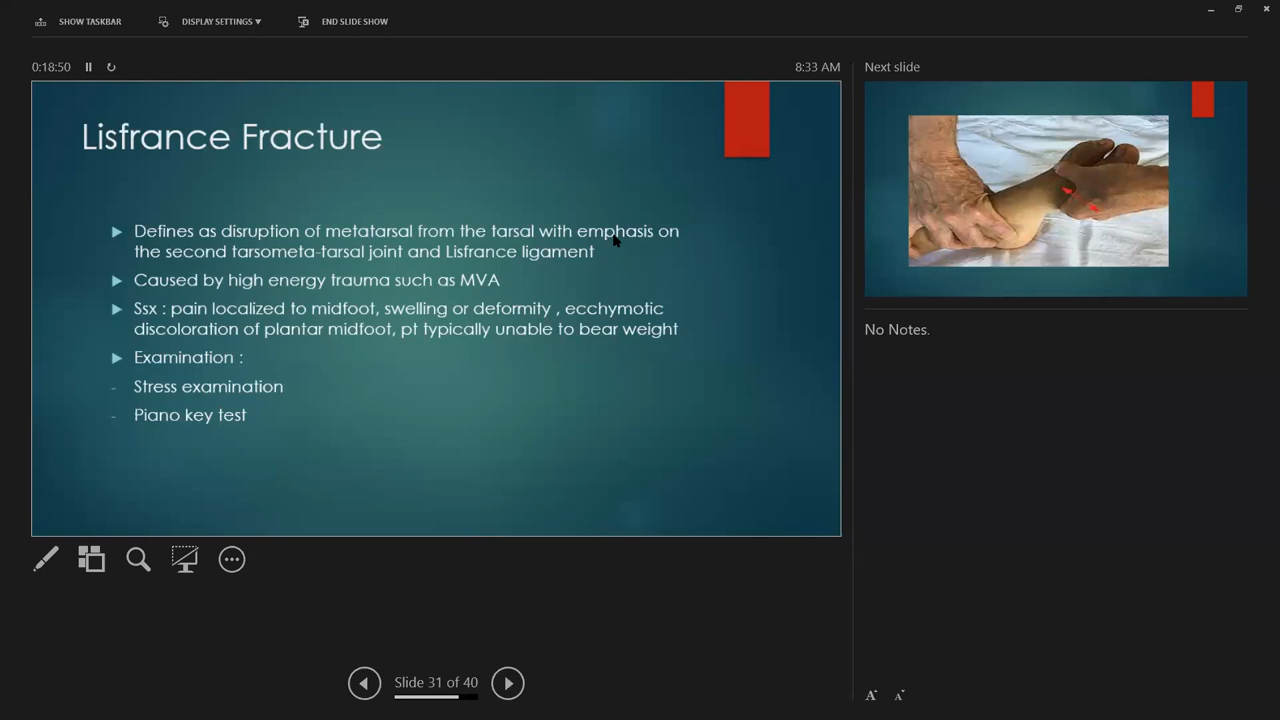 SHOW TASKBAR
DISPLAY SETTINGS ▼
END SLIDE SHOW
0:18:50
8:33 AM
Next slide
Lisfrance Fracture
Defines as disruption of metatarsal from the tarsal with emphasis on
the second tarsometa-tarsal joint and Lisfrance ligament
Caused by high energy trauma such as MVA
Ssx : pain localized to midfoot, swelling or deformity , ecchymotic
discoloration of plantar midfoot, pt typically unable to bear weight
Examination :
- Stress examination
- Piano key test
No Notes.
Slide 31 of 40
A A